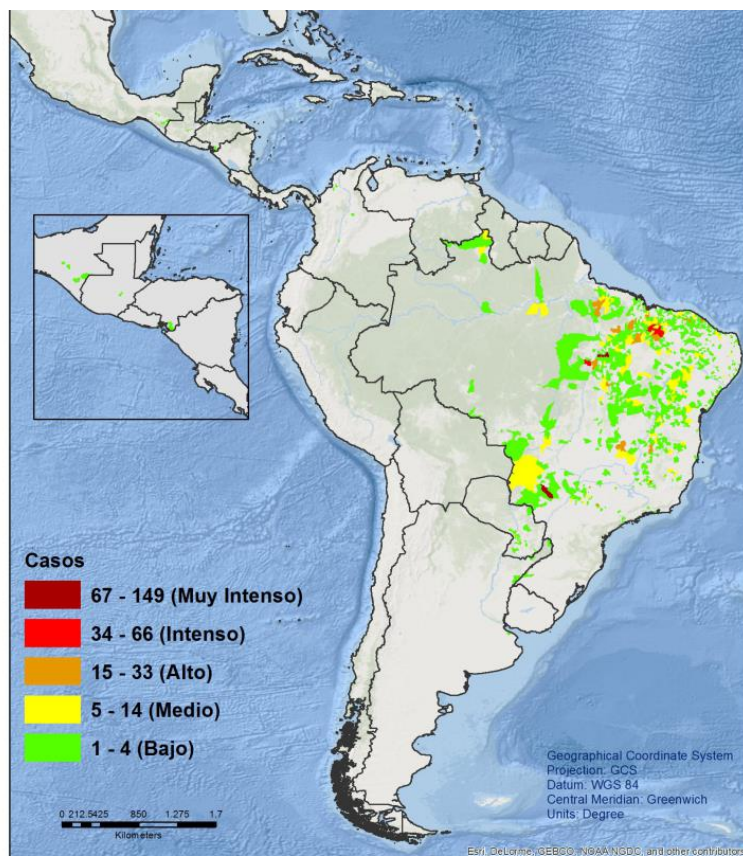 Casos
67 - 149 (Muy Intenso)
34 - 66 (Intenso)
15 - 33 (Alto)
5 - 14 (Medio)
1 - 4 (Bajo)
0 212.5425 850 1.275 1.7
Kilometers
Geographical Coordinate System
Projection: GCS
Datum: WGS 84
Central Meridian: Greenwich
Units: Degree
Esri, DeLorme, GEBCO, NOAA NGDC, and other contributors